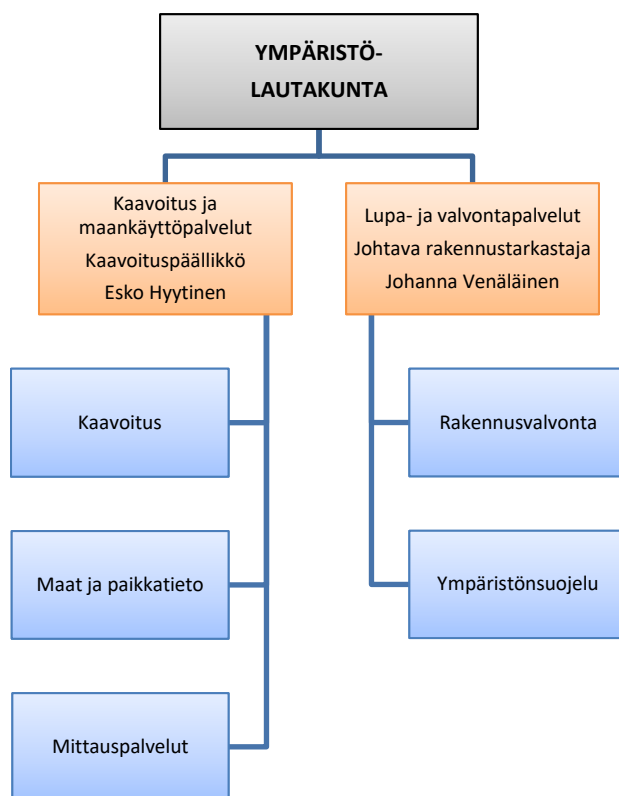 YMPÄRISTÖ-
LAUTAKUNTA
Kaavoitus ja
maankäyttöpalvelut
Kaavoituspäällikkö
Esko Hyytinen
Lupa- ja valvontapalvelut
Johtava rakennustarkastaja
Johanna Venäläinen
Kaavoitus
Rakennusvalvonta
Maat ja paikkatieto
Ympäristönsuojelu
Mittauspalvelut